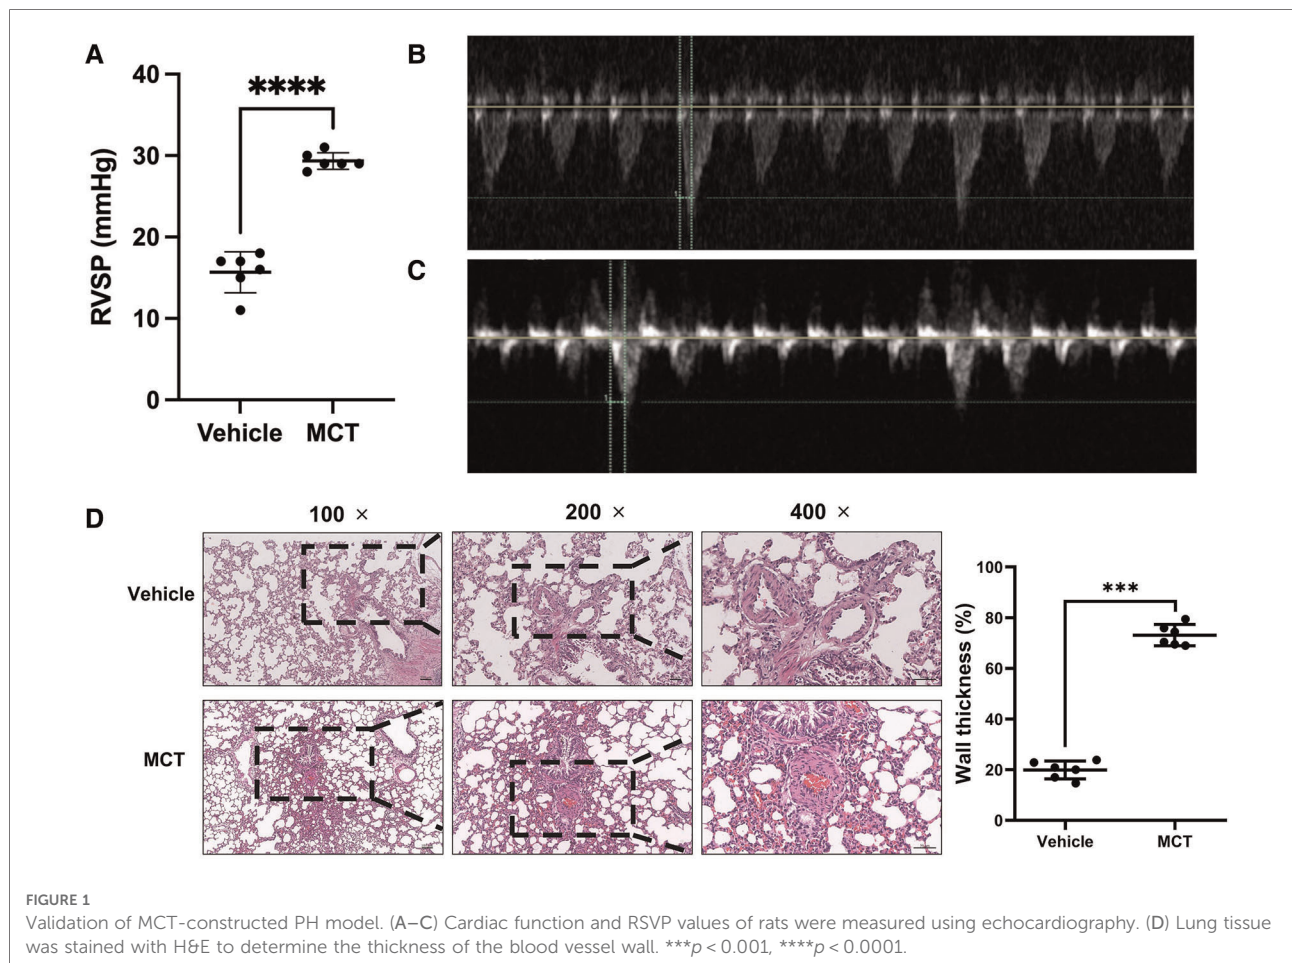 A
B
40
****
30
20
10
0
RVSP (mmHg)
Vehicle MCT
C
D
100 ×
200 ×
400 ×
Vehicle
MCT
100
80
60
40
20
0
Wall thickness (%)
***
Vehicle
MCT
FIGURE 1
Validation of MCT-constructed PH model. (A–C) Cardiac function and RSVP values of rats were measured using echocardiography. (D) Lung tissue
was stained with H&E to determine the thickness of the blood vessel wall. ***p < 0.001, ****p < 0.0001.